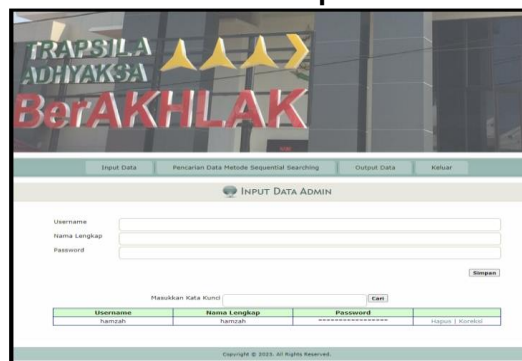 TRAPSILA
ADHYAKSA
BerAKHLAK
Input Data Pencarian Data Metode Sequential Searching Output Data Keluar
INPUT DATA ADMIN
Username
Nama Lengkap
Password
Simpan
Masukkan Kata Kunci Cari
Username Nama Lengkap Password
hamzah hamzah ***************** Hapus | Koreksi
Copyright @ 2023. All Rights Reserved.